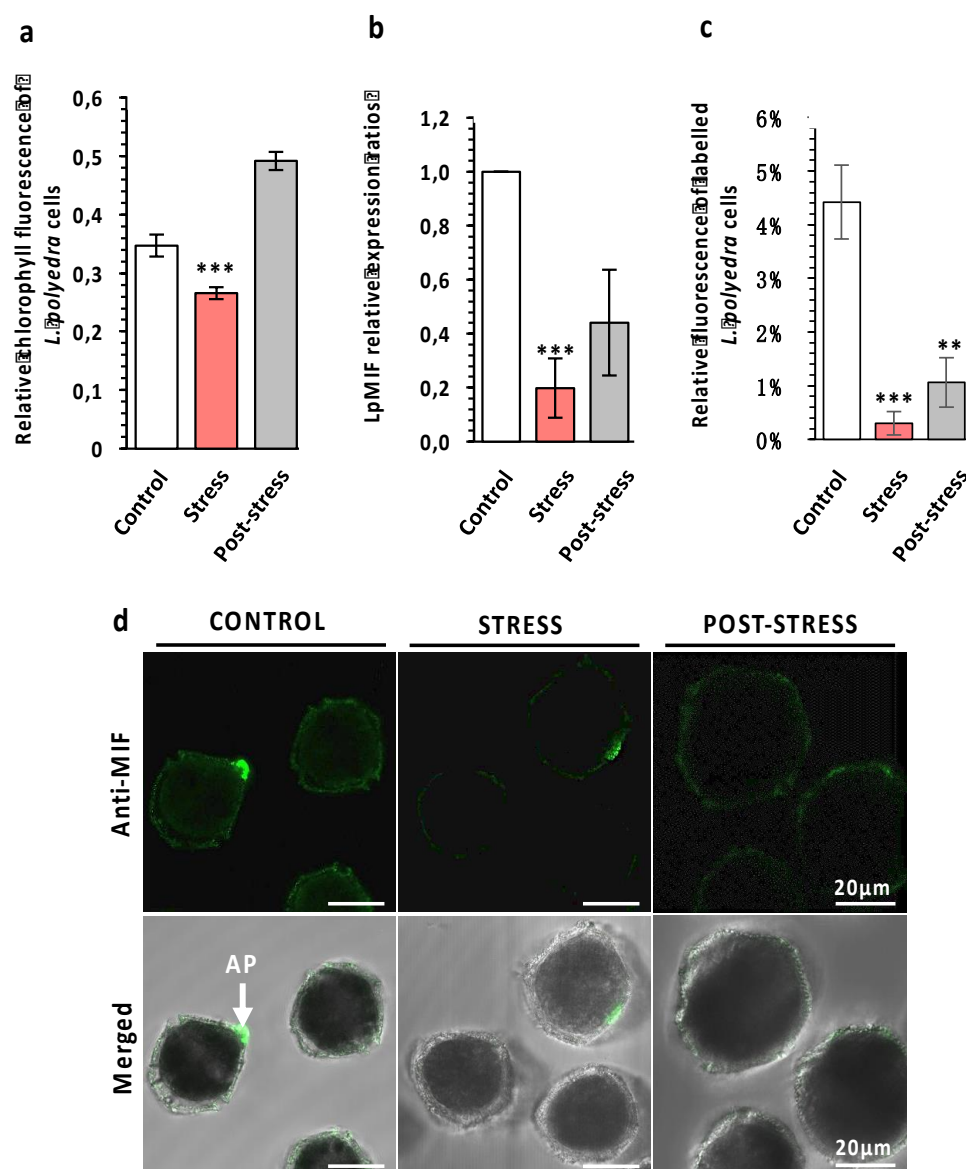 a
Relative chlorophyll fluorescence of
L. polyedra cells
0,6
0,5
0,4
0,3
0,2
0,1
0
***
Control
Stress
Post-stress
b
LpMIF relative expression ratios
1,2
1,0
0,8
0,6
0,4
0,2
0,0
***
Control
Stress
Post-stress
c
Relative fluorescence of labelled
L. polyedra cells
6%
5%
4%
3%
2%
1%
0%
***
**
Control
Stress
Post-stress
d
CONTROL
STRESS
POST-STRESS
Anti-MIF
20µm
Merged
AP
20µm